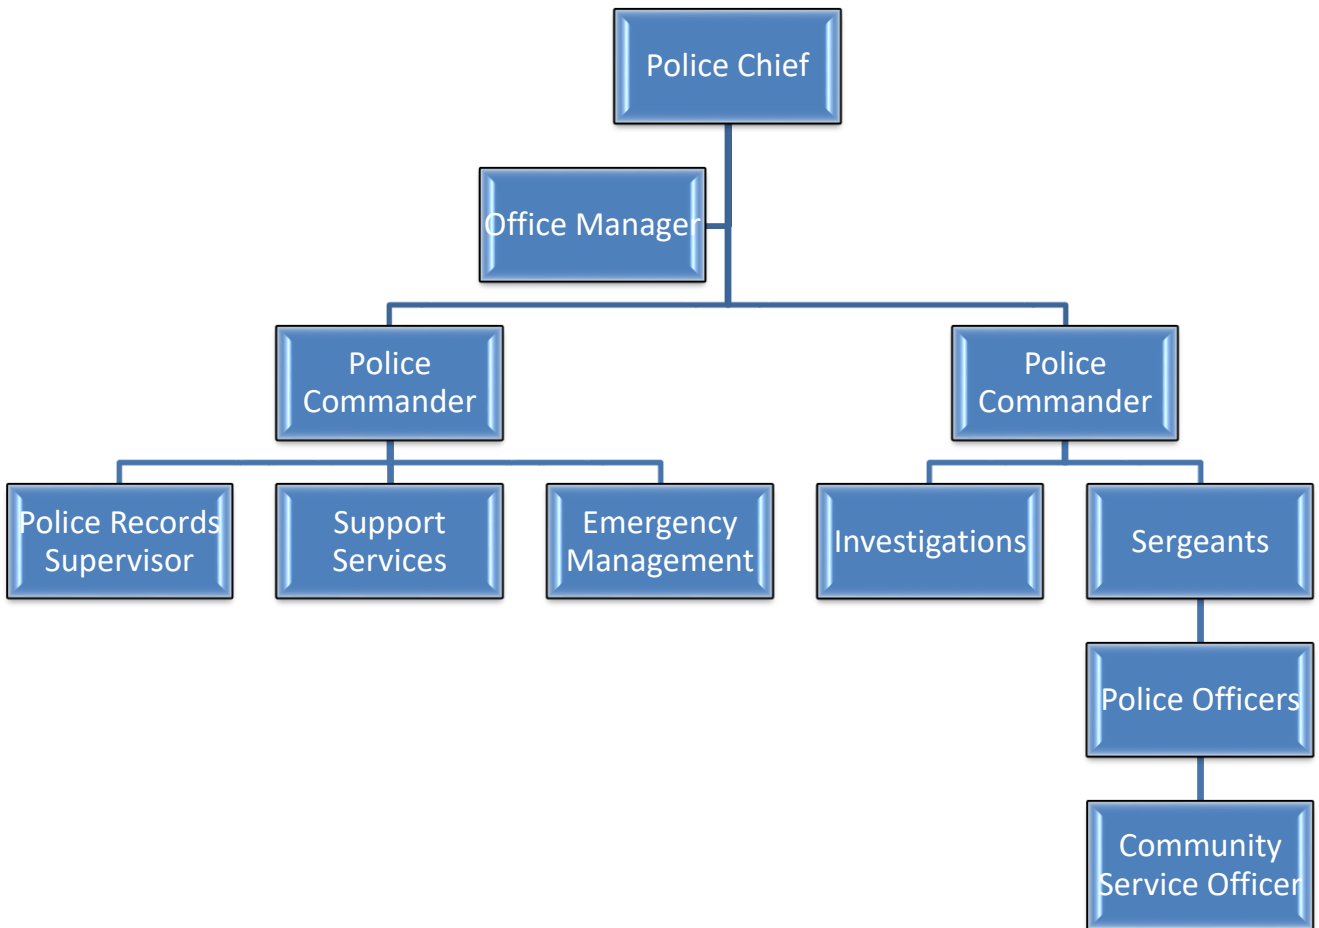 Police Chief
Office Manager
Police
Commander
Police
Commander
Police Records
Supervisor
Support
Services
Emergency
Management
Investigations
Sergeants
Police Officers
Community
Service Officer